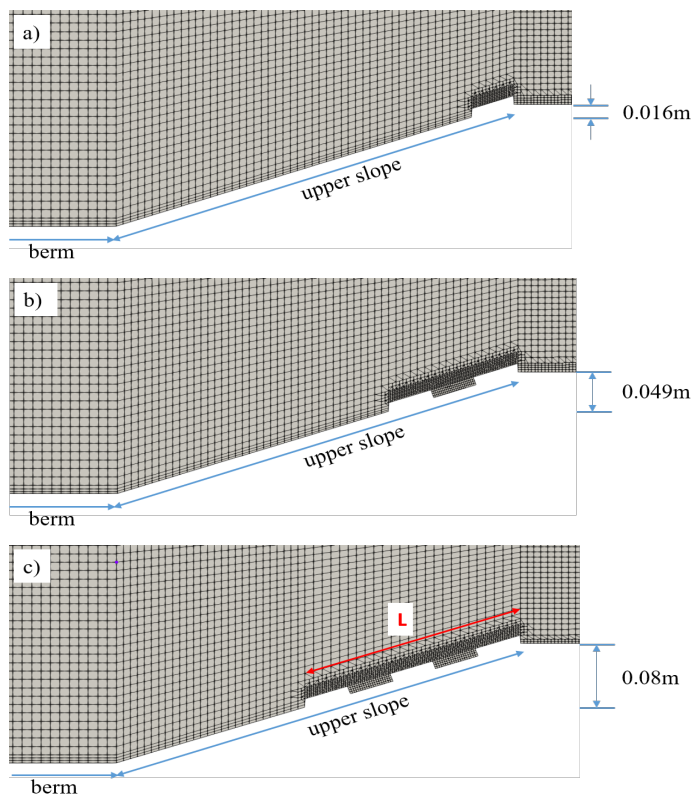 a)
0.016m
upper slope
berm
b)
0.049m
upper slope
berm
c)
L
0.08m
upper slope
berm